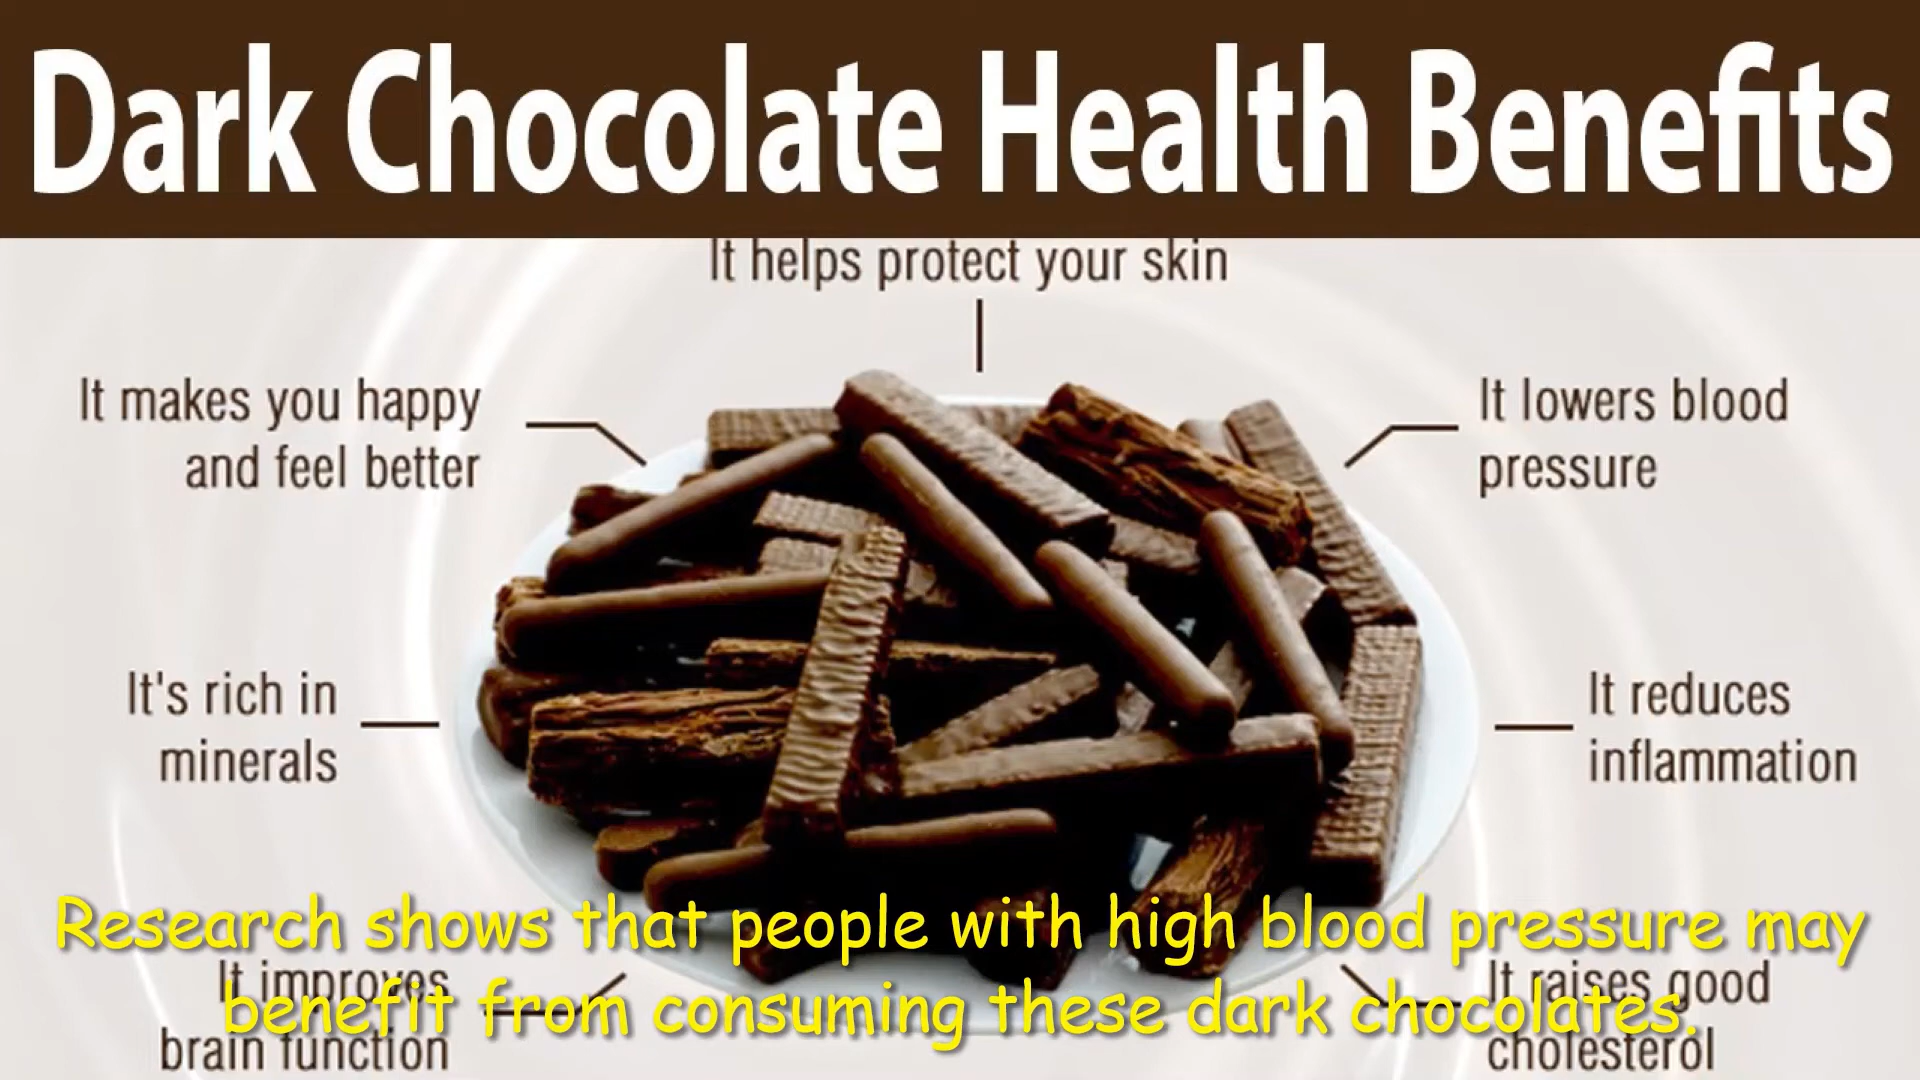 Dark Chocolate Health Benefits
It helps protect your skin
It makes you happy
and feel better
It lowers blood
pressure
It's rich in
minerals
It reduces
inflammation
Research shows that people with high blood pressure may
benefit from consuming these dark chocolates.
It improves
brain function
It raises good
cholesterol